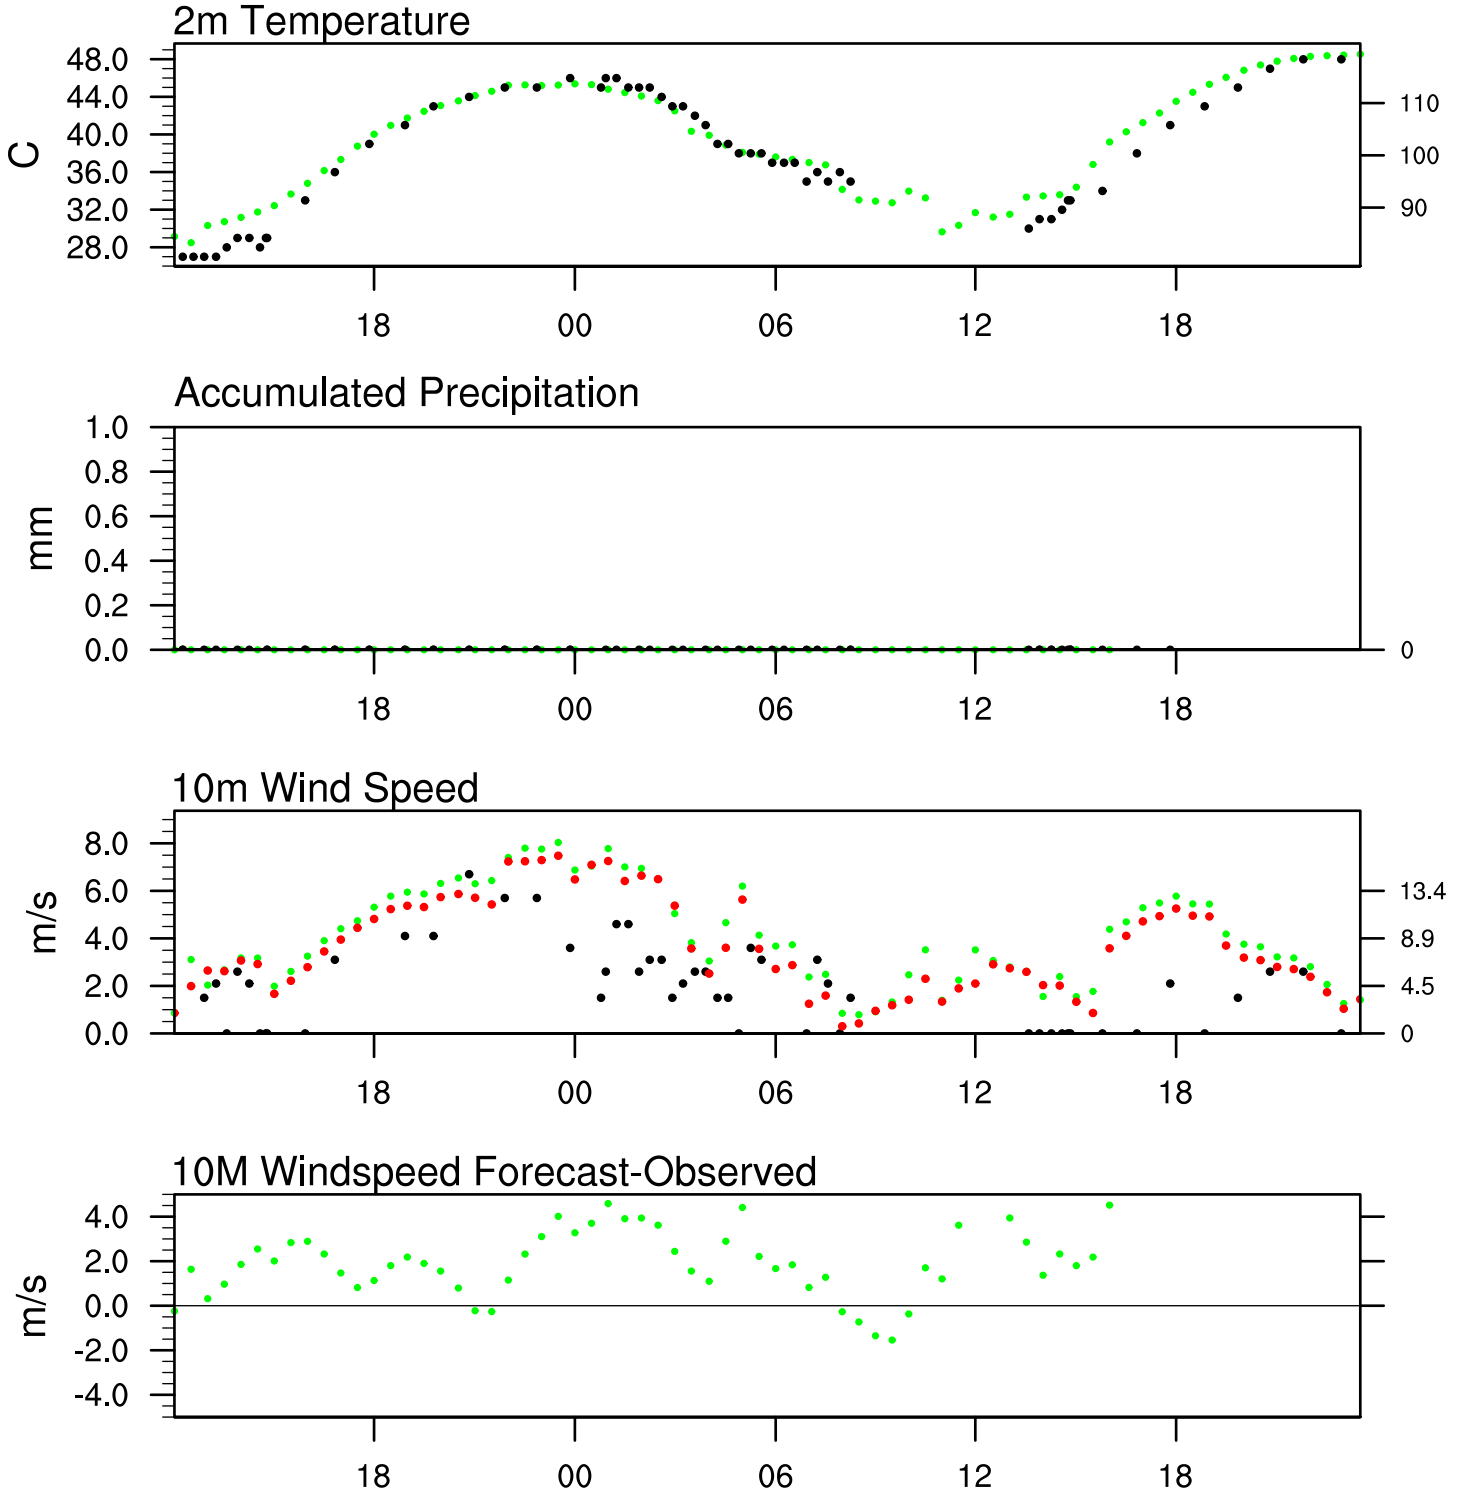 2m Temperature
48.0
44.0
40.0
36.0
32.0
28.0
C
110
100
90
18 00 06 12 18
Accumulated Precipitation
1.0
0.8
0.6
0.4
0.2
0.0
mm
0
18 00 06 12 18
10m Wind Speed
8.0
6.0
4.0
2.0
0.0
m/s
13.4
8.9
4.5
0
18 00 06 12 18
10M Windspeed Forecast-Observed
4.0
2.0
0.0
-2.0
-4.0
m/s
18 00 06 12 18